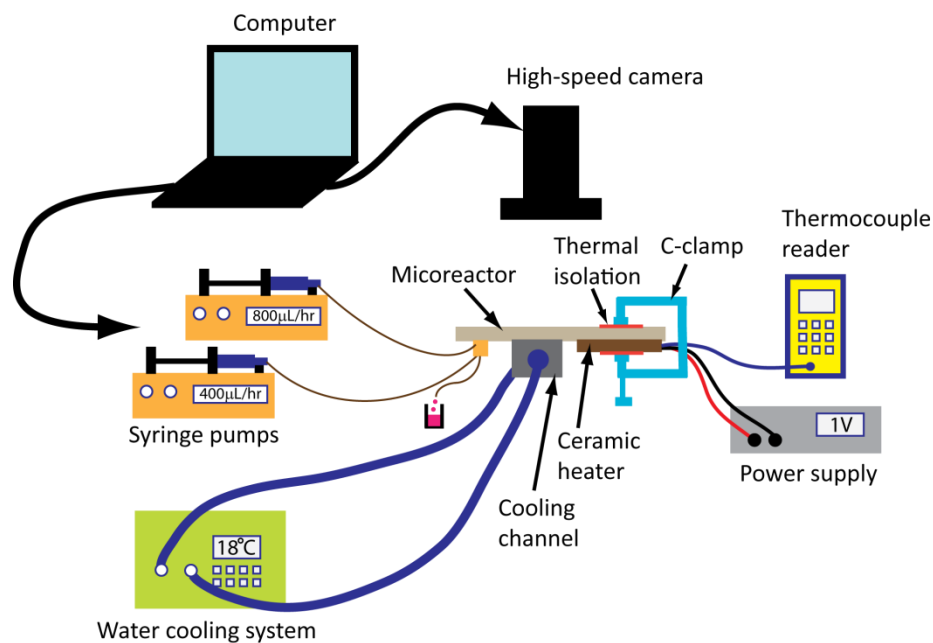 Computer
High-speed camera
Thermocouple
reader
Thermal
isolation
C-clamp
Micoreactor
800µL/hr
400µL/hr
Syringe pumps
1V
Power supply
Ceramic
heater
Cooling
channel
18°C
Water cooling system